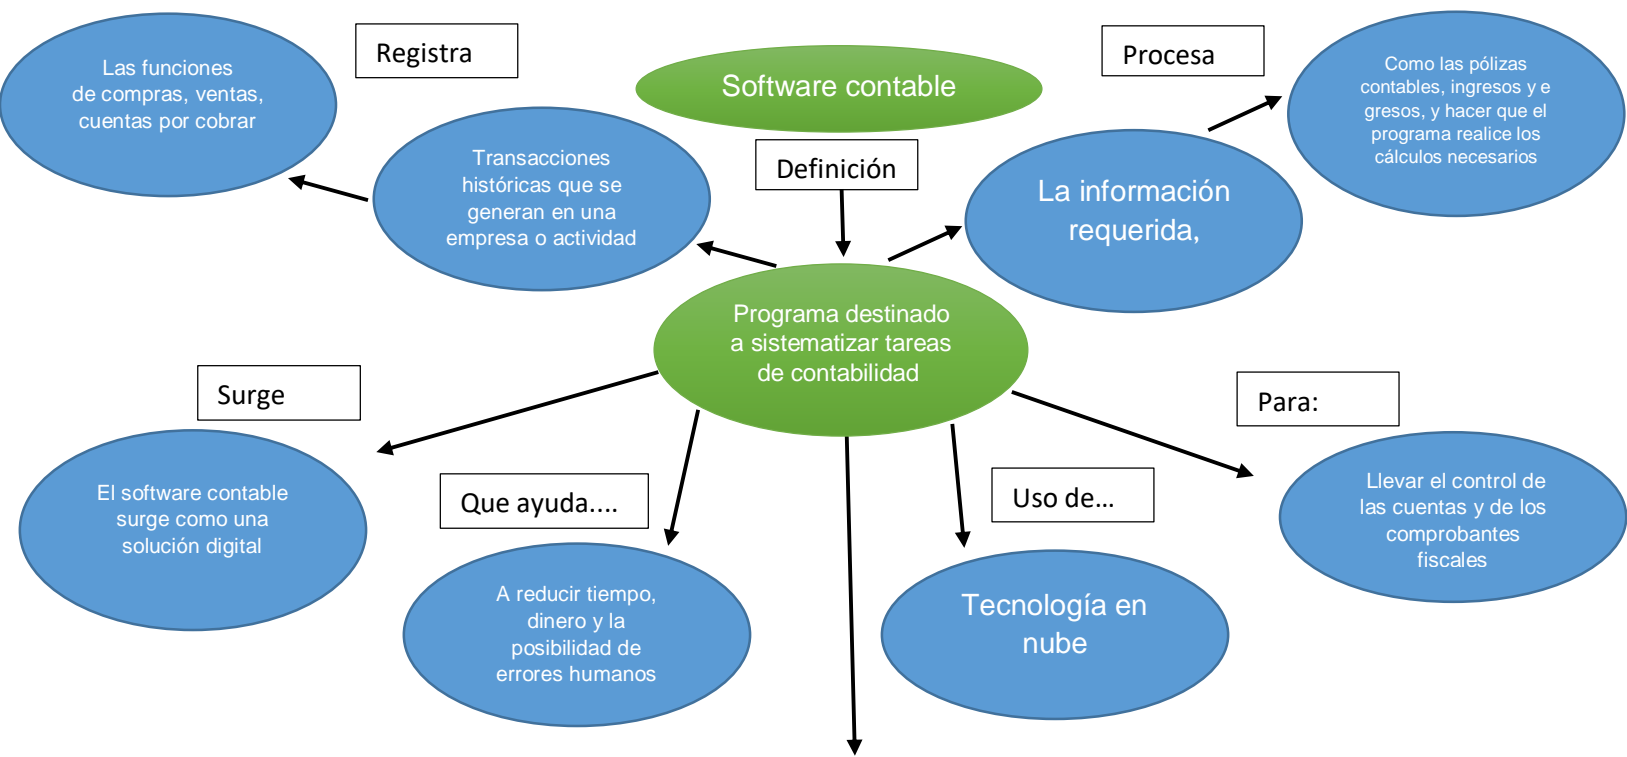 Software contable
Definición
Programa destinado
a sistematizar tareas
de contabilidad
Registra
Transacciones
históricas que se
generan en una
empresa o actividad
Las funciones
de compras, ventas,
cuentas por cobrar
Procesa
La información
requerida,
Como las pólizas
contables, ingresos y e
gresos, y hacer que el
programa realice los
cálculos necesarios
Surge
El software contable
surge como una
solución digital
Que ayuda....
A reducir tiempo,
dinero y la
posibilidad de
errores humanos
Uso de...
Tecnología en
nube
Para:
Llevar el control de
las cuentas y de los
comprobantes
fiscales